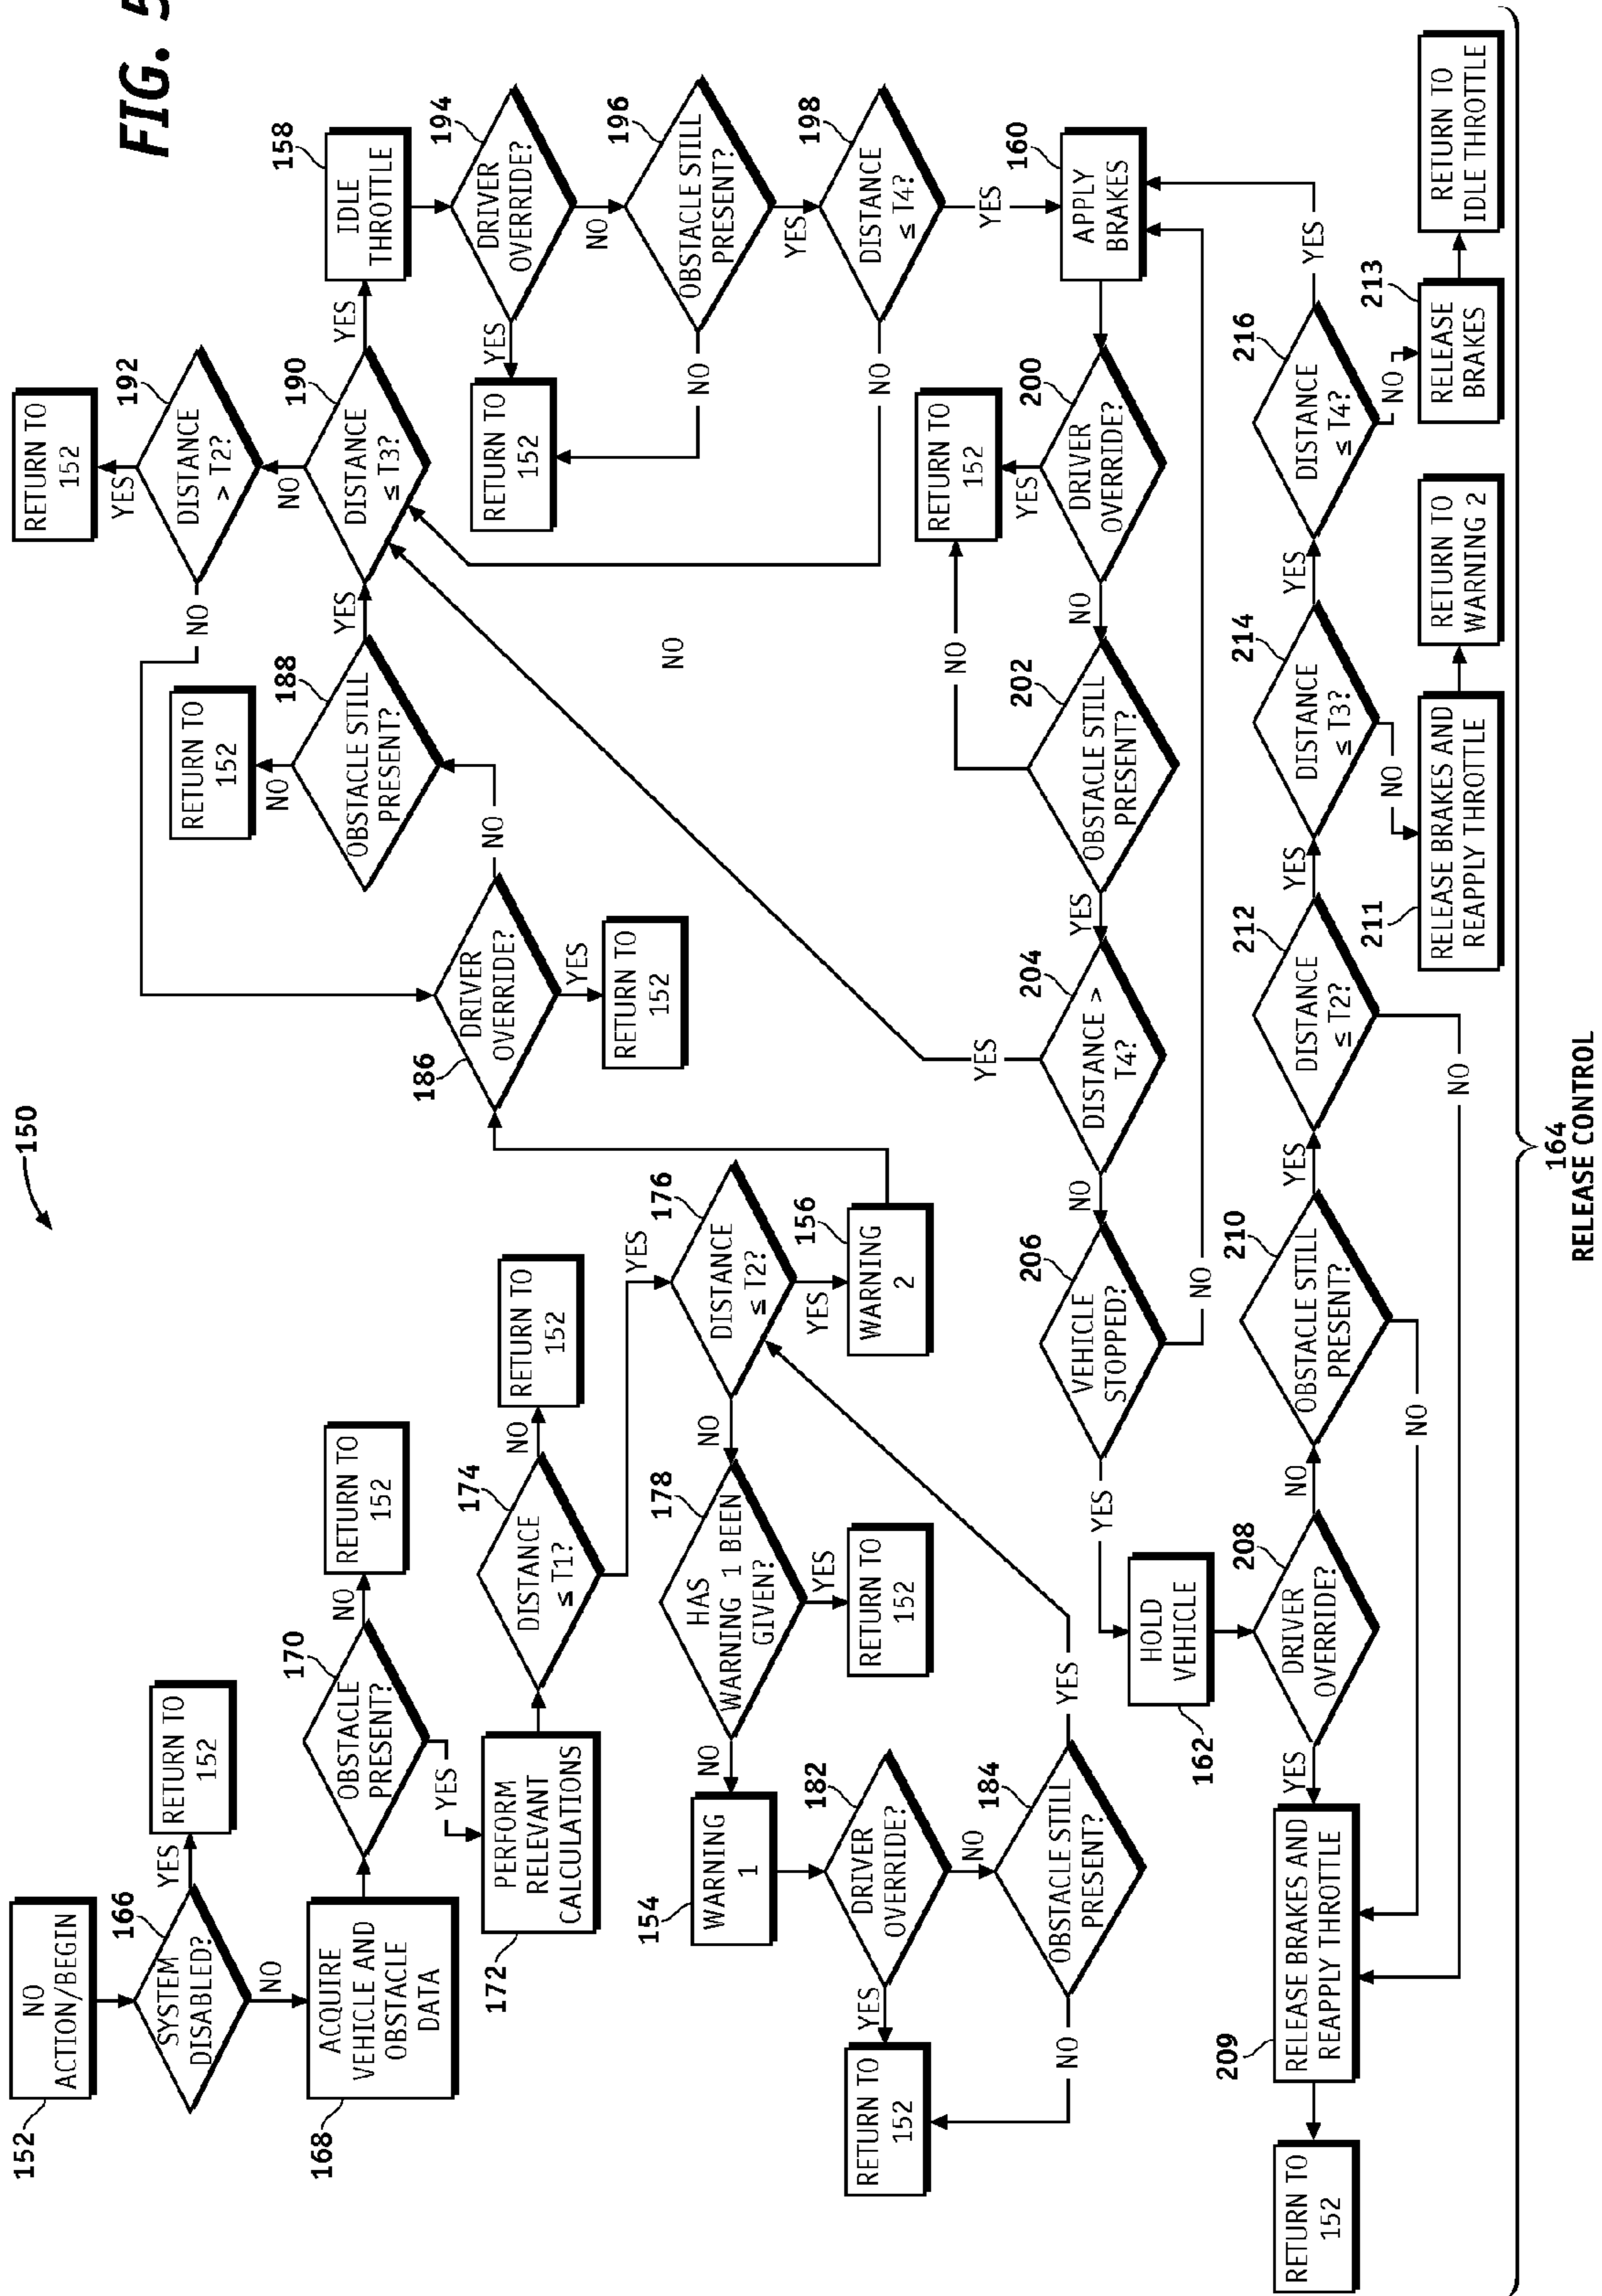 FIG. 5
150
152
NO
ACTION/BEGIN
166
SYSTEM
DISABLED?
YES
RETURN TO
152
NO
168
ACQUIRE
VEHICLE AND
OBSTACLE
DATA
170
OBSTACLE
PRESENT?
NO
RETURN TO
152
YES
172
PERFORM
RELEVANT
CALCULATIONS
174
DISTANCE
≤ T1?
NO
RETURN TO
152
YES
176
DISTANCE
≤ T2?
YES
156
WARNING
2
NO
178
HAS
WARNING 1 BEEN
GIVEN?
YES
RETURN TO
152
NO
154
WARNING
1
182
DRIVER
OVERRIDE?
YES
RETURN TO
152
NO
184
OBSTACLE STILL
PRESENT?
NO
YES
186
DRIVER
OVERRIDE?
YES
RETURN TO
152
NO
188
OBSTACLE STILL
PRESENT?
NO
RETURN TO
152
YES
190
DISTANCE
≤ T3?
NO
192
DISTANCE
> T2?
YES
RETURN TO
152
NO
YES
158
IDLE
THROTTLE
194
DRIVER
OVERRIDE?
YES
RETURN TO
152
NO
196
OBSTACLE STILL
PRESENT?
NO
YES
198
DISTANCE
≤ T4?
NO
NO
YES
160
APPLY
BRAKES
200
DRIVER
OVERRIDE?
YES
RETURN TO
152
NO
202
OBSTACLE STILL
PRESENT?
NO
YES
204
DISTANCE >
T4?
YES
NO
206
VEHICLE
STOPPED?
NO
YES
162
HOLD
VEHICLE
208
DRIVER
OVERRIDE?
YES
209
RELEASE BRAKES AND
REAPPLY THROTTLE
RETURN TO
152
NO
210
OBSTACLE STILL
PRESENT?
NO
YES
212
DISTANCE
≤ T2?
NO
YES
214
DISTANCE
≤ T3?
NO
211
RELEASE BRAKES AND
REAPPLY THROTTLE
RETURN TO
WARNING 2
YES
216
DISTANCE
≤ T4?
YES
NO
213
RELEASE
BRAKES
RETURN TO
IDLE THROTTLE
164
RELEASE CONTROL